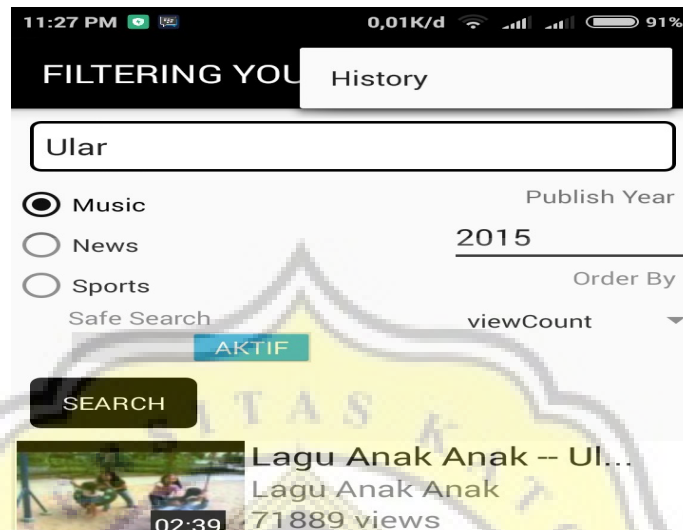 11:27 PM 0,01K/d 91%
FILTERING YOU
History
Ular
Music
News
Sports
Publish Year
2015
Order By
viewCount
Safe Search
AKTIF
SEARCH
ITAS K
Lagu Anak Anak -- Ul...
Lagu Anak Anak
71889 views
02:39